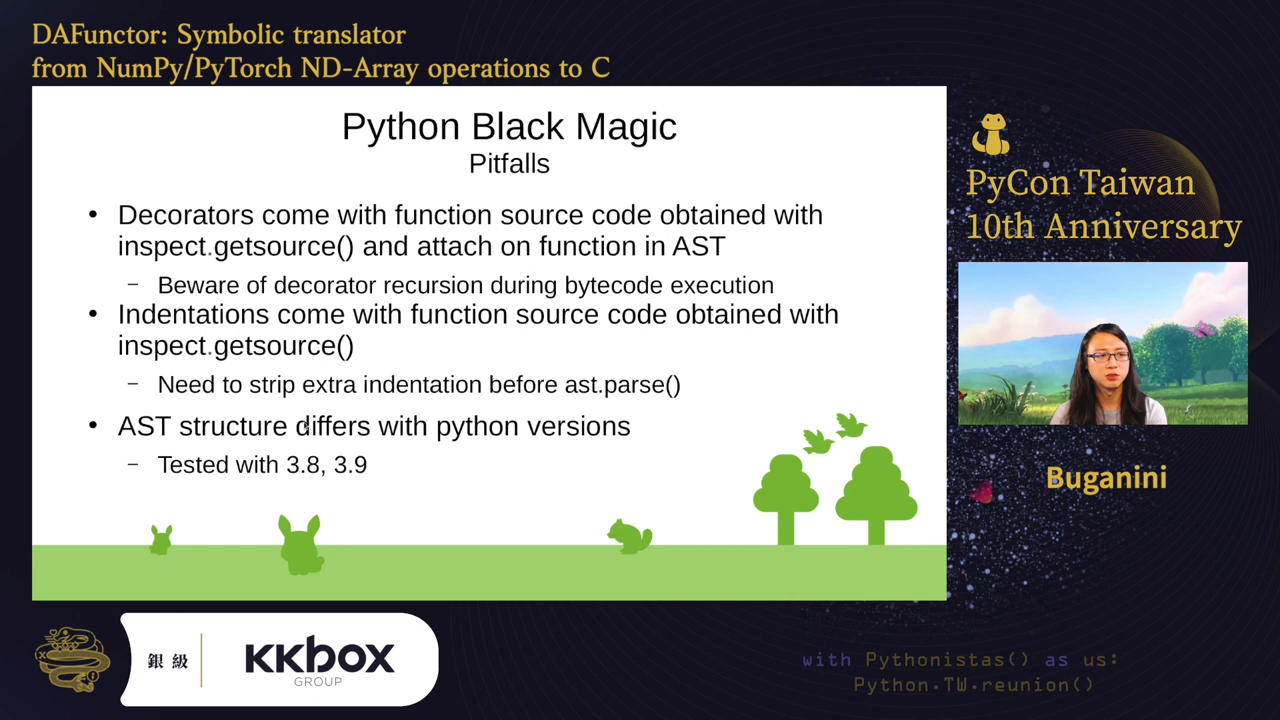 DAFunctor: Symbolic translator
from NumPy/PyTorch ND-Array operations to C
Python Black Magic
Pitfalls
• Decorators come with function source code obtained with
inspect.getsource() and attach on function in AST
– Beware of decorator recursion during bytecode execution
• Indentations come with function source code obtained with
inspect.getsource()
– Need to strip extra indentation before ast.parse()
• AST structure differs with python versions
– Tested with 3.8, 3.9
PyCon Taiwan
10th Anniversary
Buganini
銀級
KKBOX
GROUP
with Pythonistas() as us:
Python.TW.reunion()